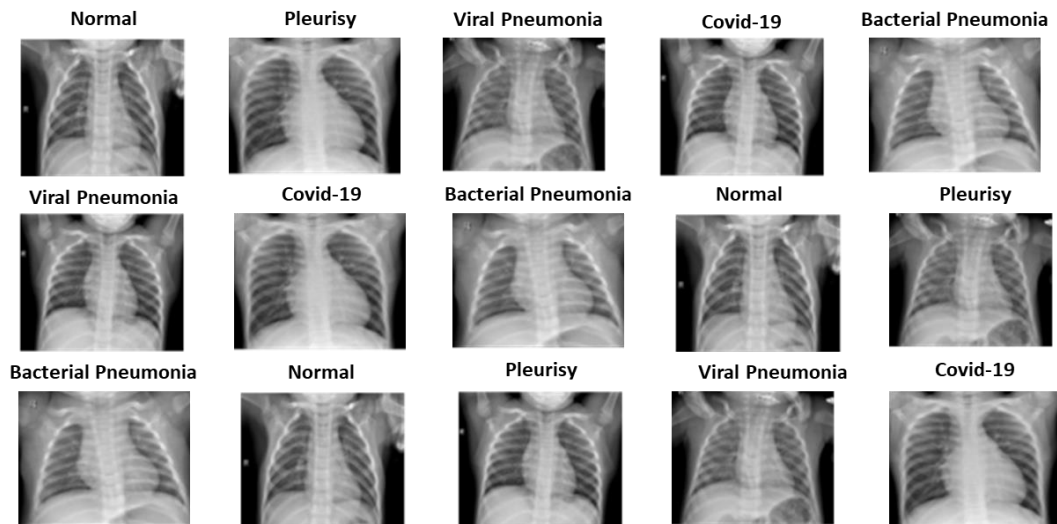 Normal
Pleurisy
Viral Pneumonia
Covid-19
Bacterial Pneumonia
Viral Pneumonia
Covid-19
Bacterial Pneumonia
Normal
Pleurisy
Bacterial Pneumonia
Normal
Pleurisy
Viral Pneumonia
Covid-19